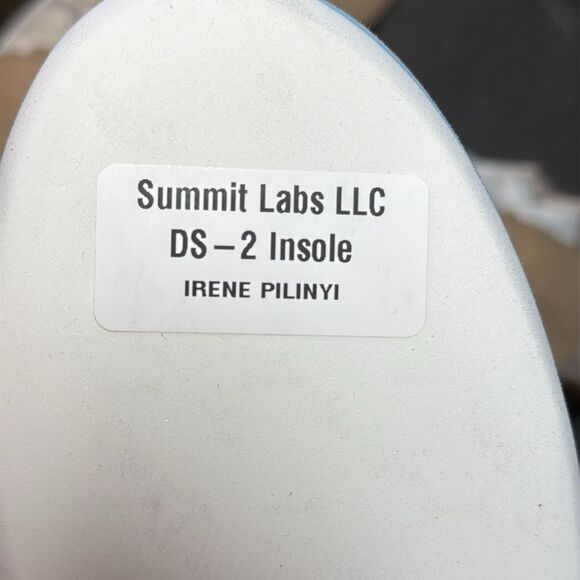 Summit Labs LLC
DS – 2 Insole
IRENE PILINYI